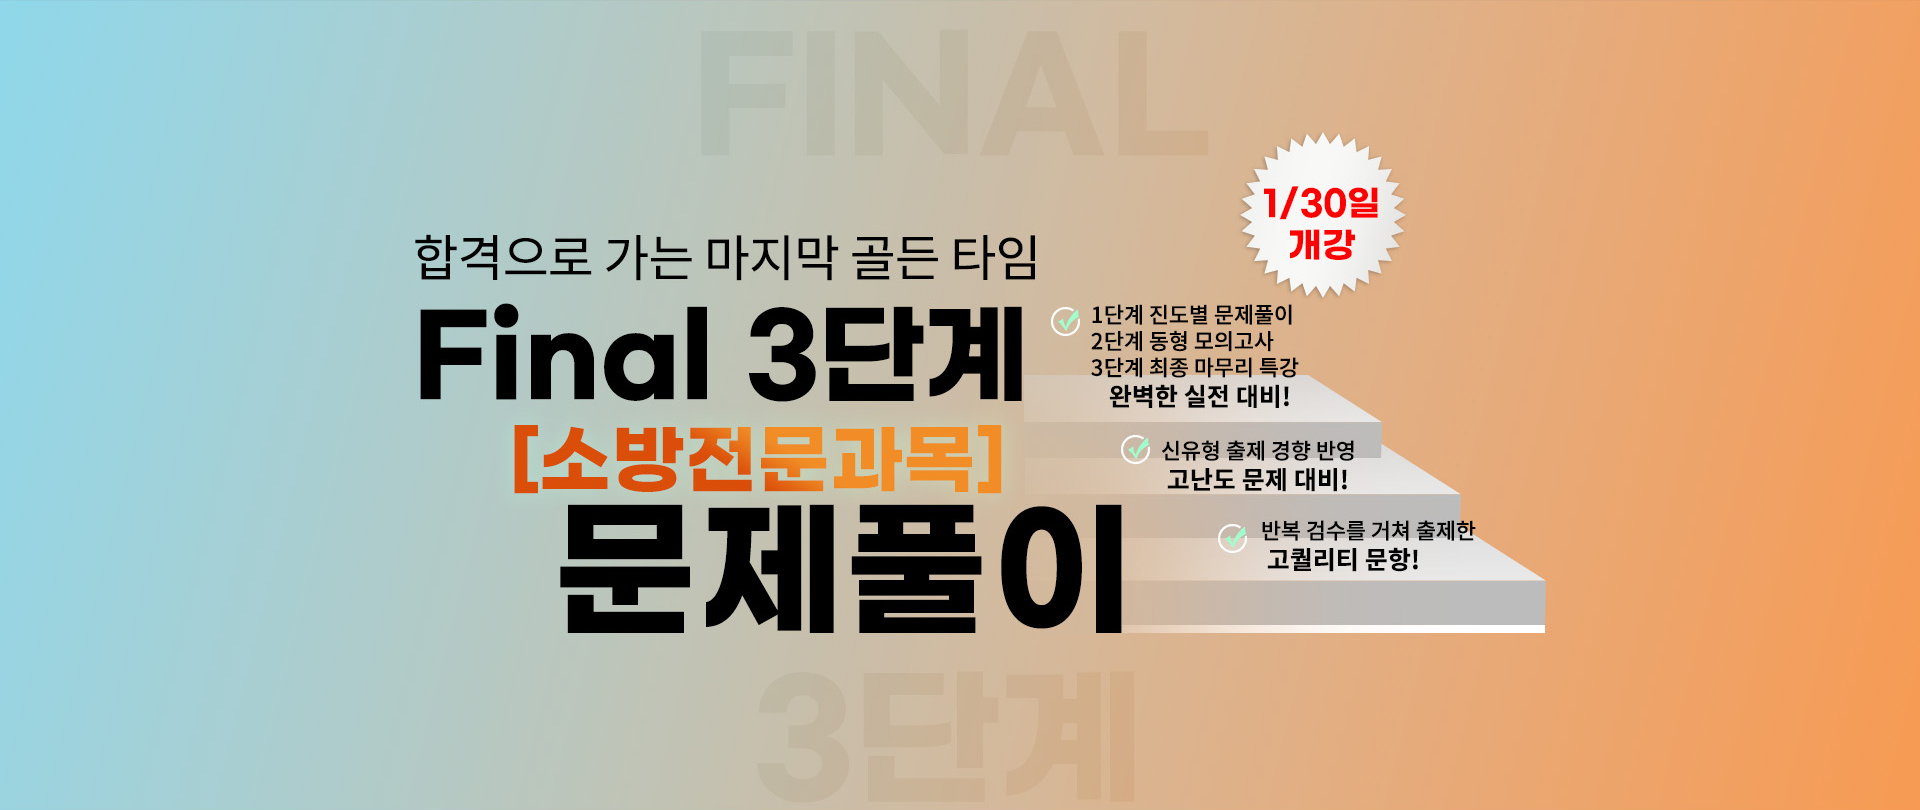 FINAL
1/30일
개강
합격으로 가는 마지막 골든 타임
Final 3단계
[소방전문과목]
문제풀이
1단계 진도별 문제풀이
2단계 동형 모의고사
3단계 최종 마무리 특강
완벽한 실전 대비!
신유형 출제 경향 반영
고난도 문제 대비!
반복 검수를 거쳐 출제한
고퀄리티 문항!
3단계